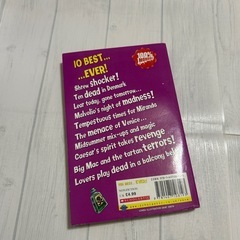 10 BEST...
...EVER!
Shrew shocker!
Ten dead in Denmark
Lear today, gone tomorrow...
Malvolio's night of madness!
Tempestuous times for Miranda
The menace of Venice...
Midsummer mix-ups and magic
Caesar's spirit takes revenge
Big Mac and the tartan terrors!
Lovers play dead in a balcony
100%
£4.99